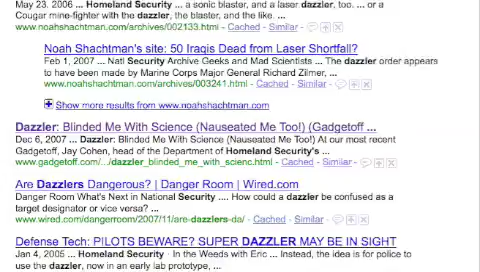 May 23, 2006 ... Homeland Security ... a sonic blaster, and a laser dazzler, too. ... or a
Cougar mine-fighter with the dazzler, the blaster, and the like. ...
www.noahshachtman.com/archives/002133.html - Cached - Similar -
Noah Shachtman's site: 50 Iraqis Dead from Laser Shortfall?
Feb 1, 2007 ... Natl Security Archive Geeks and Mad Scientists ... The dazzler order appears
to have been made by Marine Corps Major General Richard Zilmer, ...
www.noahshachtman.com/archives/003241.html - Cached - Similar -
Show more results from www.noahshachtman.com
Dazzler: Blinded Me With Science (Nauseated Me Too!) (Gadgetoff ...
Dec 6, 2007 ... Dazzler: Blinded Me With Science (Nauseated Me Too!) At our most recent
Gadgetoff, Jay Cohen, head of the Department of Homeland Security's ...
www.gadgetoff.com/.../dazzler_blinded_me_with_scienc.html - Cached - Similar -
Are Dazzlers Dangerous? | Danger Room | Wired.com
Danger Room What's Next in National Security .... How could a dazzler be confused as a
target designator or vice versa? ...
www.wired.com/dangerroom/2007/11/are-dazzlers-da/ - Cached - Similar -
Defense Tech: PILOTS BEWARE? SUPER DAZZLER MAY BE IN SIGHT
Jan 4, 2005 ... Homeland Security · In the Weeds with Eric ... Instead, the idea is for police to
use the dazzler, now in an early lab prototype, ...